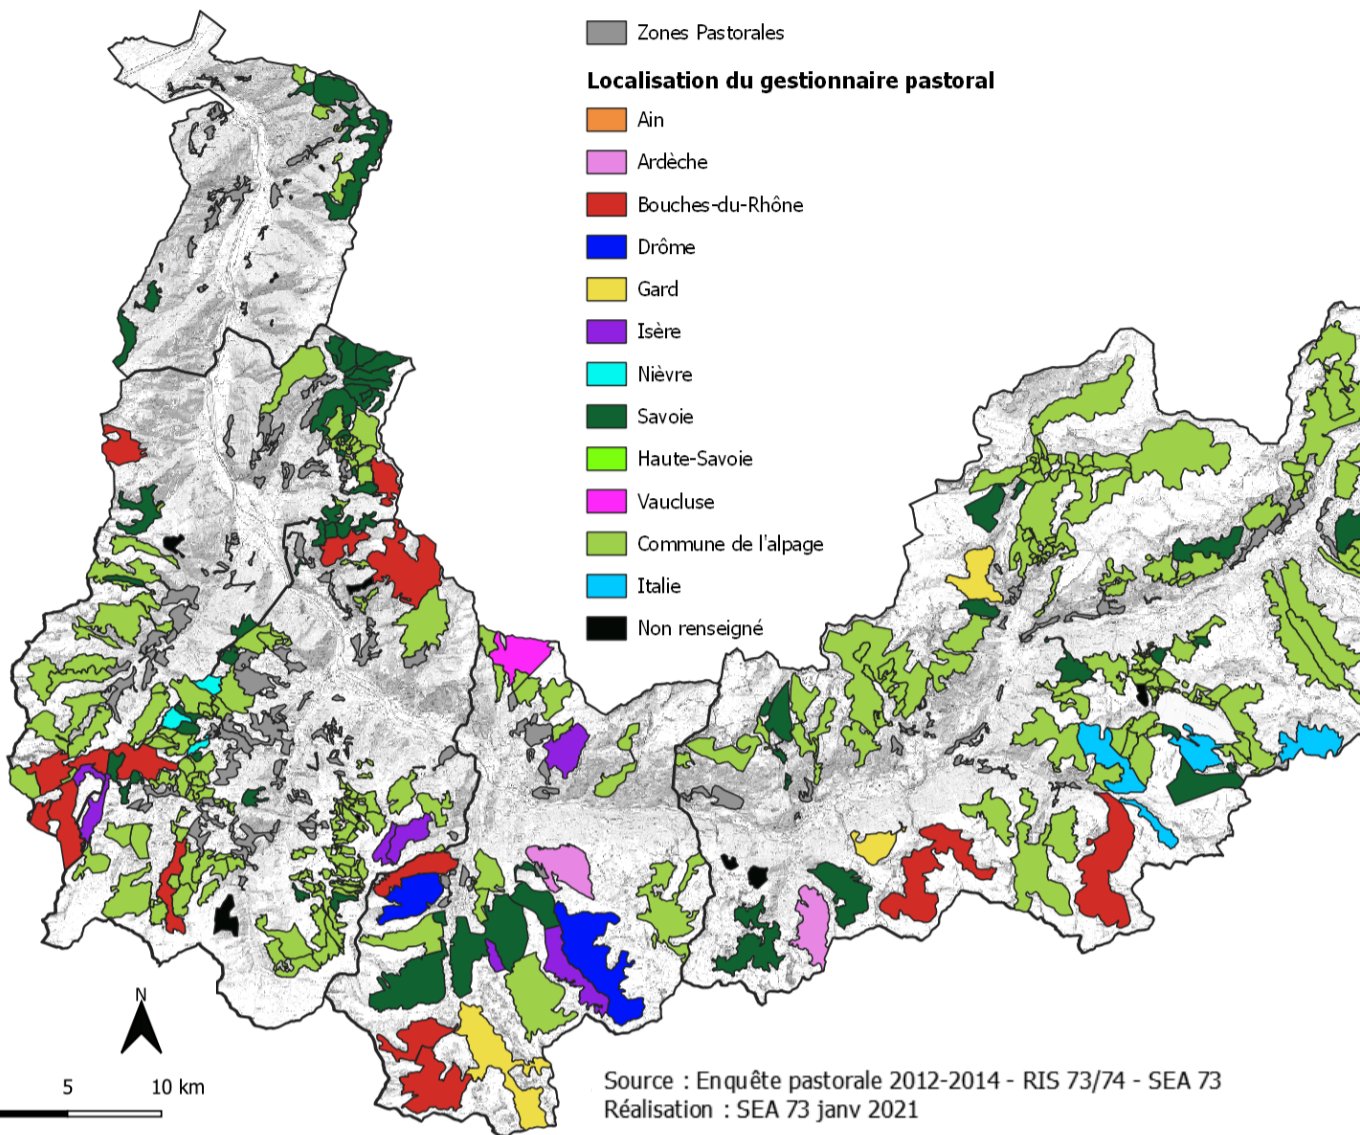 Zones Pastorales
Localisation du gestionnaire pastoral
Ain
Ardèche
Bouches-du-Rhône
Drôme
Gard
Isère
Nièvre
Savoie
Haute-Savoie
Vaucluse
Commune de l'alpage
Italie
Non renseigné
N
5 10 km
Source : Enquête pastorale 2012-2014 - RIS 73/74 - SEA 73
Réalisation : SEA 73 janv 2021